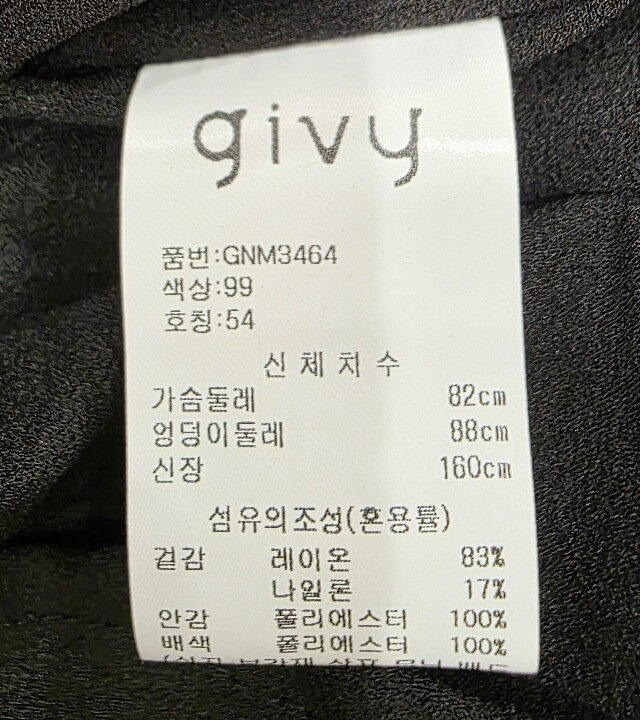 givy
품번:GNM3464
색상:99
호칭:54
신체치수
가슴둘레 82cm
엉덩이둘레 88cm
신장 160cm
섬유의조성(혼용률)
겉감 레이온 83%
나일론 17%
안감 폴리에스터 100%
배색 폴리에스터 100%